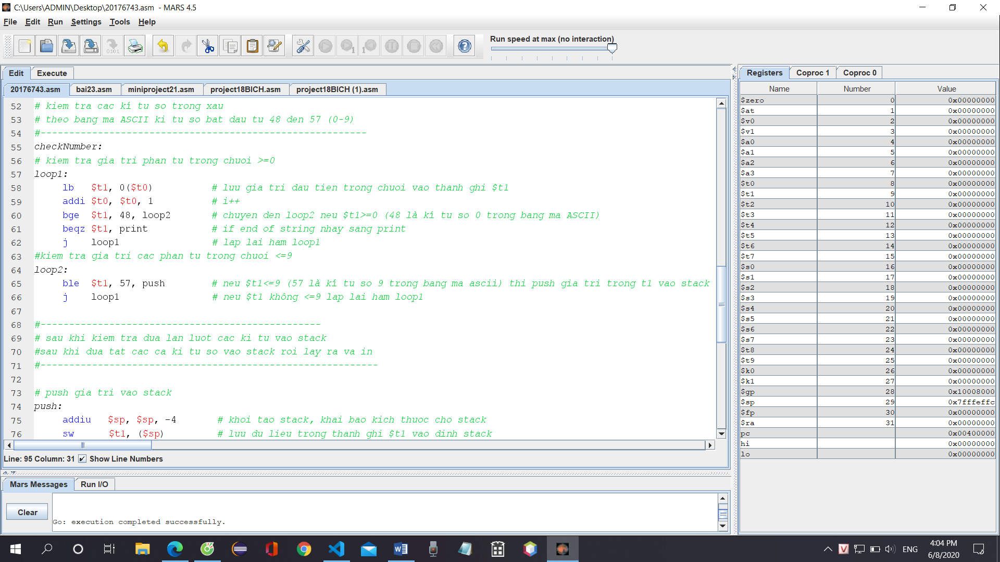 C:\Users\ADMIN\Desktop\20176743.asm - MARS 4.5
File Edit Run Settings Tools Help
Run speed at max (no interaction)
Edit Execute
20176743.asm bai23.asm miniproject21.asm project18BICH.asm project18BICH (1).asm
52 # kiem tra cac kí tu so trong xau
53 # theo bang ma ASCII ki tu so bat dau tu 48 den 57 (0-9)
54 #---------------------------------------------------------
55 checkNumber:
56 # kiem tra gia tri phan tu trong chuoi >=0
57 loop1:
58 lb $t1, 0($t0) # luu gia tri dau tien trong chuoi vao thanh ghi $t1
59 addi $t0, $t0, 1 # i++
60 bge $t1, 48, loop2 # chuyen den loop2 neu $t1>=0 (48 là kí tu so 0 trong bang ma ASCII)
61 beqz $t1, print # if end of string nhay sang print
62 j loop1 # lap lai ham loop1
63 #kiem tra gia tri cac phan tu trong chuoi <=9
64 loop2:
65 ble $t1, 57, push # neu $t1<=9 (57 là kí tu so 9 trong bang ma ascii) thi push gia tri trong t1 vao stack
66 j loop1 # neu $t1 không <=9 lap lai ham loop1
67
68 #-------------------------------------------------
69 # sau khi kiem tra dua lan luot cac ki tu vao stack
70 #sau khi dua tat cac ca ki tu so vao stack roi lay ra va in
71 #-----------------------------------------------------------
72
73 # push gia tri vao stack
74 push:
75 addiu $sp, $sp, -4 # khoi tao stack, khai bao kich thuoc cho stack
76 sw $t1, ($sp) # luu du lieu trong thanh ghi $t1 vao dinh stack
Line: 95 Column: 31 Show Line Numbers
Mars Messages Run I/O
Clear
Go: execution completed successfully.
Registers Coproc 1 Coproc 0
Name Number Value
$zero 0 0x00000000
$at 1 0x00000000
$v0 2 0x00000000
$v1 3 0x00000000
$a0 4 0x00000000
$a1 5 0x00000000
$a2 6 0x00000000
$a3 7 0x00000000
$t0 8 0x00000000
$t1 9 0x00000000
$t2 10 0x00000000
$t3 11 0x00000000
$t4 12 0x00000000
$t5 13 0x00000000
$t6 14 0x00000000
$t7 15 0x00000000
$s0 16 0x00000000
$s1 17 0x00000000
$s2 18 0x00000000
$s3 19 0x00000000
$s4 20 0x00000000
$s5 21 0x00000000
$s6 22 0x00000000
$s7 23 0x00000000
$t8 24 0x00000000
$t9 25 0x00000000
$k0 26 0x00000000
$k1 27 0x00000000
$gp 28 0x10008000
$sp 29 0x7fffeffc
$fp 30 0x00000000
$ra 31 0x00000000
pc 0x00400000
hi 0x00000000
lo 0x00000000
ENG
4:04 PM
6/8/2020